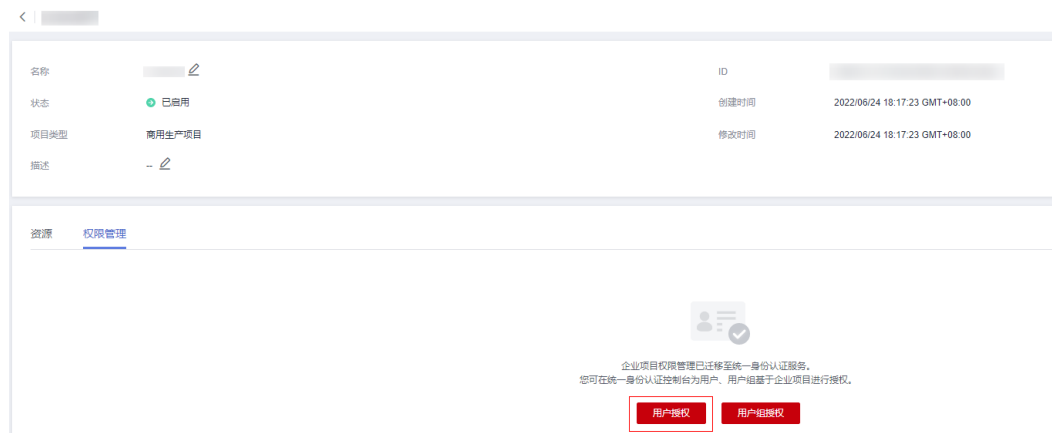 名称
ID
状态 已启用
创建时间 2022/06/24 18:17:23 GMT+08:00
项目类型 商用生产项目
修改时间 2022/06/24 18:17:23 GMT+08:00
描述 --
资源 权限管理
企业项目权限管理已迁移至统一身份认证服务。
您可在统一身份认证控制台为用户、用户组基于企业项目进行授权。
用户授权 用户组授权